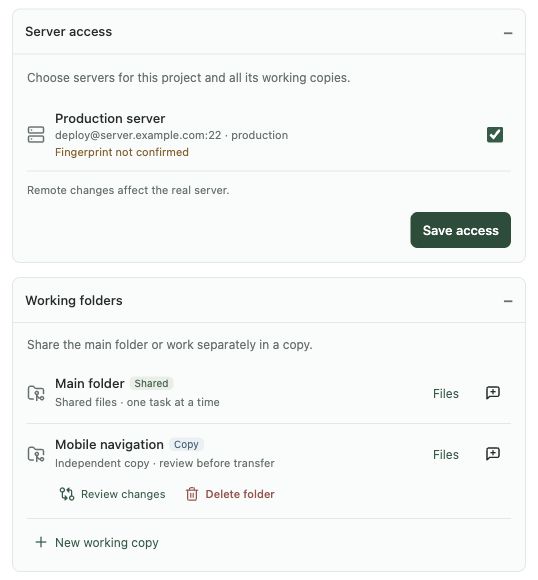 Server access
Choose servers for this project and all its working copies.
Production server
deploy@server.example.com:22 · production
Fingerprint not confirmed
Remote changes affect the real server.
Save access
Working folders
Share the main folder or work separately in a copy.
Main folder Shared
Shared files · one task at a time
Files
Mobile navigation Copy
Independent copy · review before transfer
Files
Review changes Delete folder
New working copy